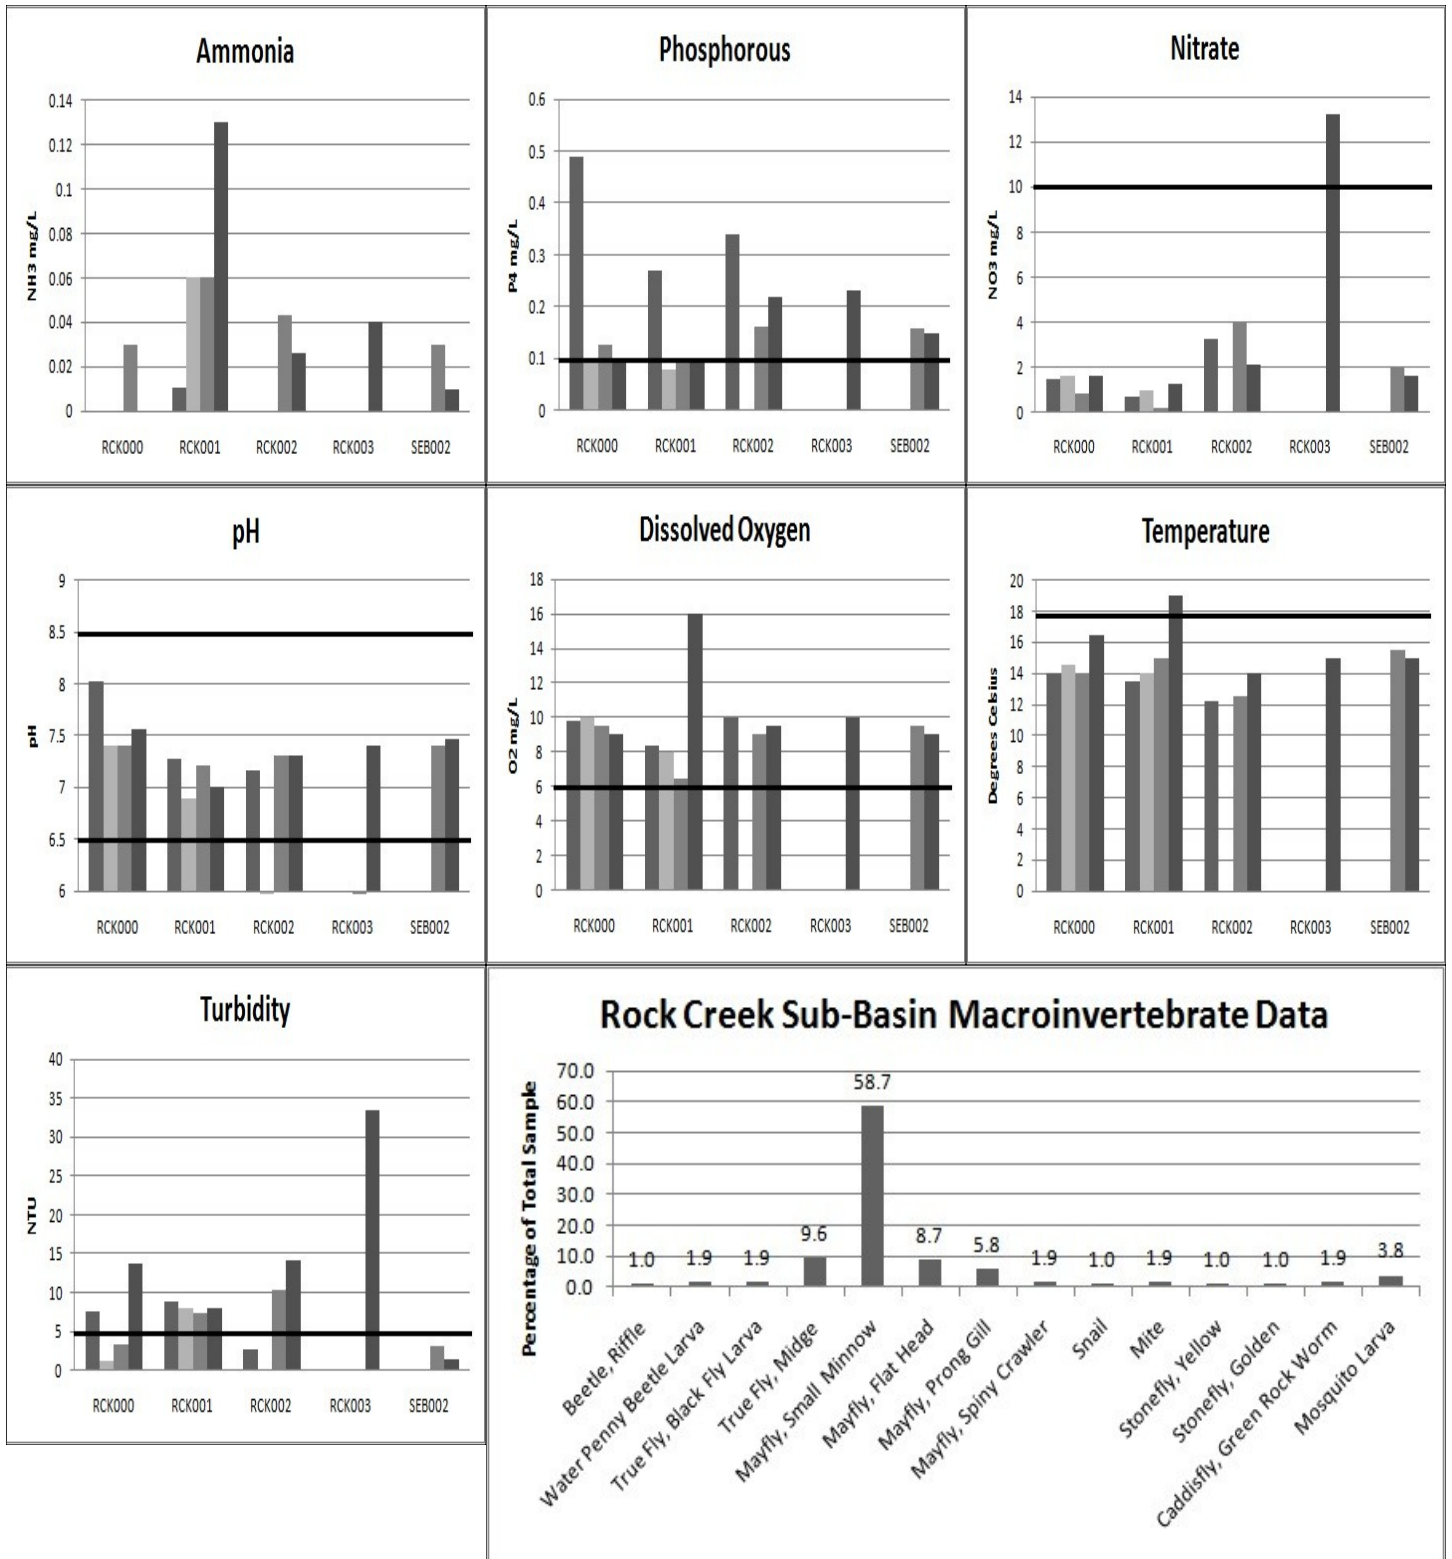 Ammonia
NH3 mg/L
0.14
0.12
0.1
0.08
0.06
0.04
0.02
0
RCK000 RCK001 RCK002 RCK003 SEB002
Phosphorous
P4 mg/L
0.6
0.5
0.4
0.3
0.2
0.1
0
RCK000 RCK001 RCK002 RCK003 SEB002
Nitrate
NO3 mg/L
14
12
10
8
6
4
2
0
RCK000 RCK001 RCK002 RCK003 SEB002
pH
pH
9
8.5
8
7.5
7
6.5
6
RCK000 RCK001 RCK002 RCK003 SEB002
Dissolved Oxygen
O2 mg/L
18
16
14
12
10
8
6
4
2
0
RCK000 RCK001 RCK002 RCK003 SEB002
Temperature
Degrees Celsius
20
18
16
14
12
10
8
6
4
2
0
RCK000 RCK001 RCK002 RCK003 SEB002
Turbidity
NTU
40
35
30
25
20
15
10
5
0
RCK000 RCK001 RCK002 RCK003 SEB002
Rock Creek Sub-Basin Macroinvertebrate Data
Percentage of Total Sample
70.0
60.0
50.0
40.0
30.0
20.0
10.0
0.0
1.0 1.9 1.9 9.6 58.7 8.7 5.8 1.9 1.0 1.9 1.0 1.0 1.9 3.8
Beetle, Riffle
Water Penny Beetle Larva
True Fly, Black Fly Larva
True Fly, Midge
Mayfly, Small Minnow
Mayfly, Flat Head
Mayfly, Prong Gill
Mayfly, Spiny Crawler
Snail
Mite
Stonefly, Yellow
Stonefly, Golden
Caddisfly, Green Rock Worm
Mosquito Larva